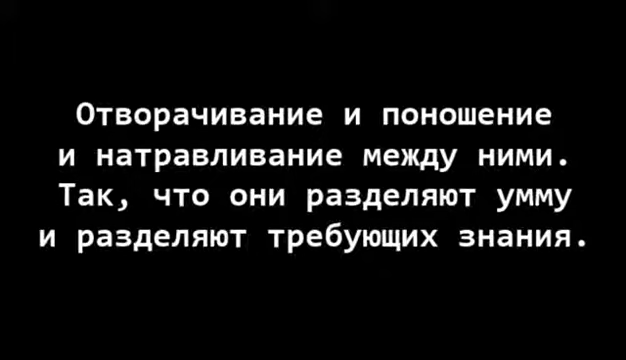 Отворачивание и поношение
и натравливание между ними.
Так, что они разделяют умму
и разделяют требующих знания.